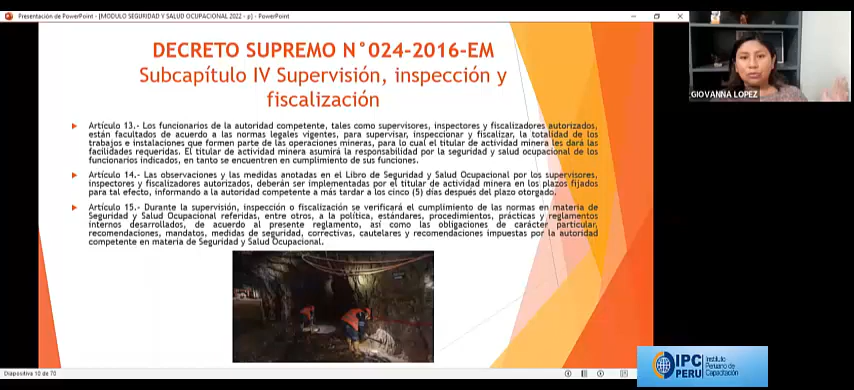 Presentación de PowerPoint - [MODULO SEGURIDAD Y SALUD OCUPACIONAL 2022 - p] - PowerPoint
DECRETO SUPREMO N°024-2016-EM
Subcapítulo IV Supervisión, inspección y
fiscalización
Artículo 13.- Los funcionarios de la autoridad competente, tales como supervisores, inspectores y fiscalizadores autorizados,
están facultados de acuerdo a las normas legales vigentes, para supervisar, inspeccionar y fiscalizar, la totalidad de los
trabajos e instalaciones que formen parte de las operaciones mineras, para lo cual el titular de actividad minera les dará las
facilidades requeridas. El titular de actividad minera asumirá la responsabilidad por la seguridad y salud ocupacional de los
funcionarios indicados, en tanto se encuentren en cumplimiento de sus funciones.
Artículo 14.- Las observaciones y las medidas anotadas en el Libro de Seguridad y Salud Ocupacional por los supervisores,
inspectores y fiscalizadores autorizados, deberán ser implementadas por el titular de actividad minera en los plazos fijados
para tal efecto, informando a la autoridad competente a más tardar a los cinco (5) días después del plazo otorgado.
Artículo 15.- Durante la supervisión, inspección o fiscalización se verificará el cumplimiento de las normas en materia de
Seguridad y Salud Ocupacional referidas, entre otros, a la política, estándares, procedimientos, prácticas y reglamentos
internos desarrollados, de acuerdo al presente reglamento, así como las obligaciones de carácter particular,
recomendaciones, mandatos, medidas de seguridad, correctivas, cautelares y recomendaciones impuestas por la autoridad
competente en materia de Seguridad y Salud Ocupacional.
Diapositiva 10 de 70
GIOVANNA LOPEZ
IPC
PERÚ
Instituto
Peruano de
Capacitación